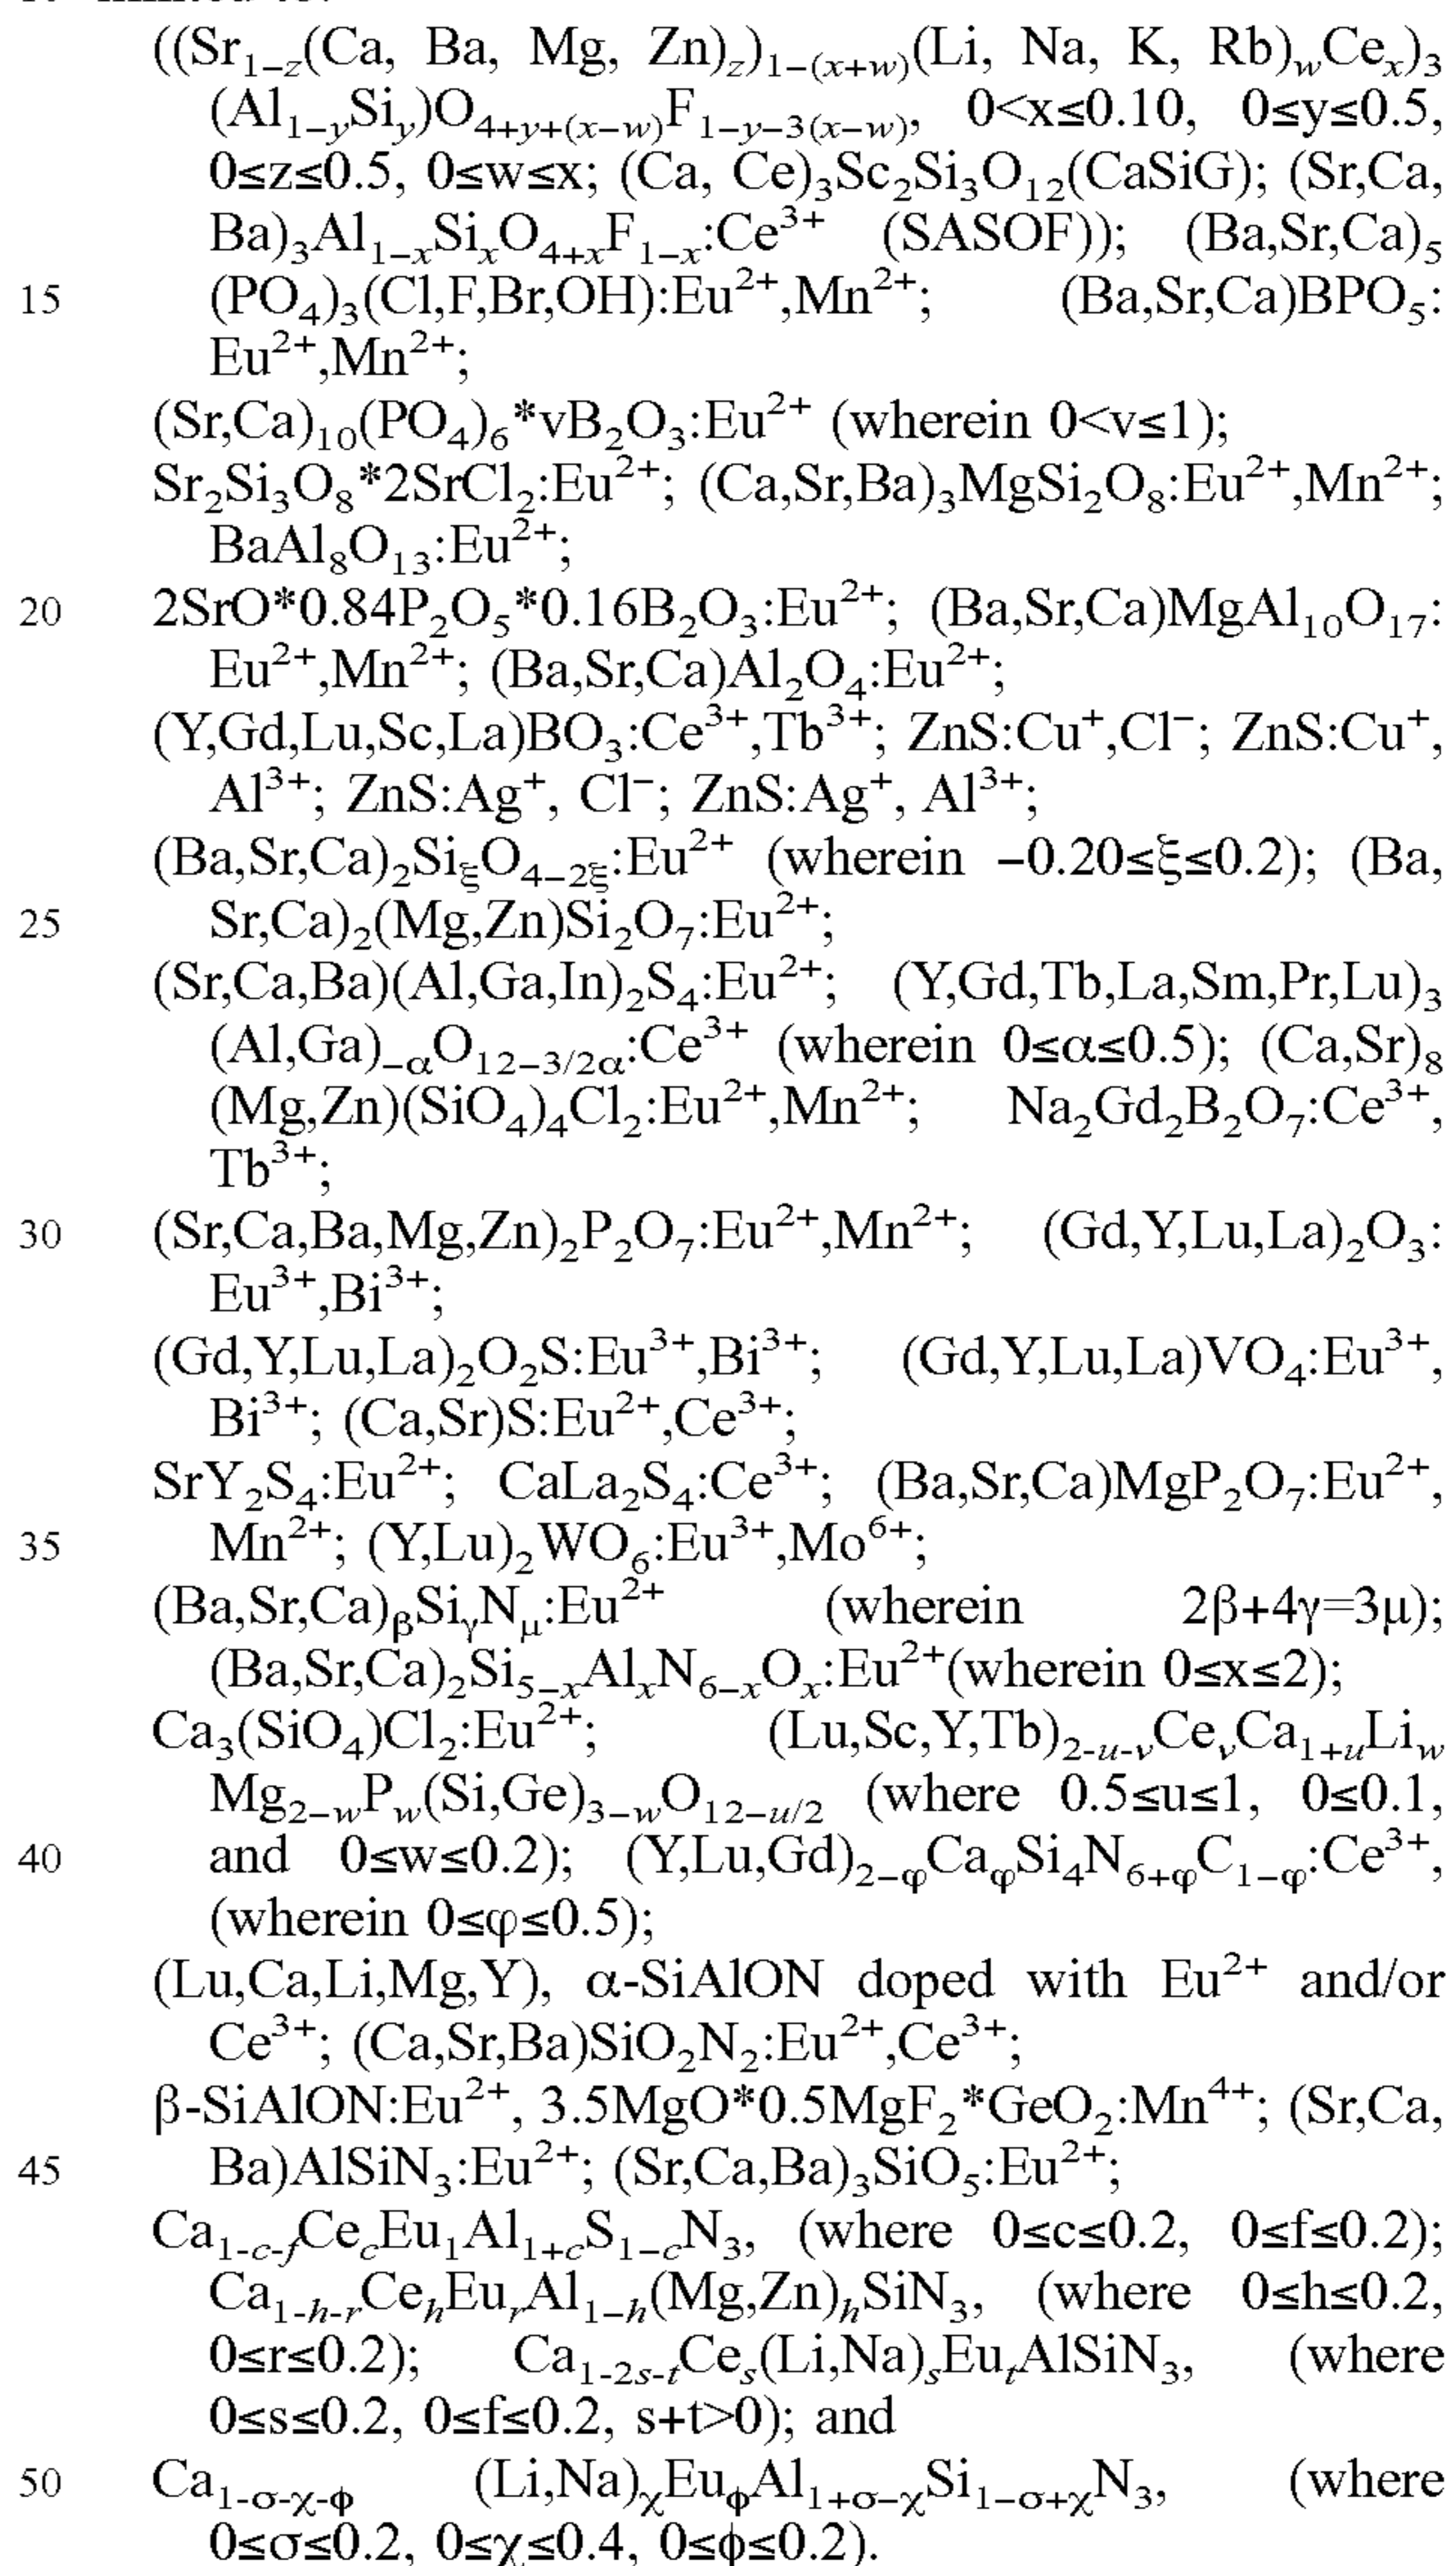 ((Sr₁₋z(Ca, Ba, Mg, Zn)z)₁₋(x+w)(Li, Na, K, Rb)wCeₓ)₃
(Al₁₋ySiy)O₄₊y₊(x₋w)F₁₋y₋₃(x₋w), 0<x≤0.10, 0≤y≤0.5,
0≤z≤0.5, 0≤w≤x; (Ca, Ce)₃Sc₂Si₃O₁₂(CaSiG); (Sr,Ca,
Ba)₃Al₁₋ₓSiₓO₄₊ₓF₁₋ₓ:Ce³⁺ (SASOF)); (Ba,Sr,Ca)₅
15 (PO₄)₃(Cl,F,Br,OH):Eu²⁺,Mn²⁺; (Ba,Sr,Ca)BPO₅:
Eu²⁺,Mn²⁺;
(Sr,Ca)₁₀(PO₄)₆*vB₂O₃:Eu²⁺ (wherein 0<v≤1);
Sr₂Si₃O₈*2SrCl₂:Eu²⁺; (Ca,Sr,Ba)₃MgSi₂O₈:Eu²⁺,Mn²⁺;
BaAl₈O₁₃:Eu²⁺;
20 2SrO*0.84P₂O₅*0.16B₂O₃:Eu²⁺; (Ba,Sr,Ca)MgAl₁₀O₁₇:
Eu²⁺,Mn²⁺; (Ba,Sr,Ca)Al₂O₄:Eu²⁺;
(Y,Gd,Lu,Sc,La)BO₃:Ce³⁺,Tb³⁺; ZnS:Cu⁺,Cl⁻; ZnS:Cu⁺,
Al³⁺; ZnS:Ag⁺, Cl⁻; ZnS:Ag⁺, Al³⁺;
(Ba,Sr,Ca)₂SiξO₄₋₂ξ:Eu²⁺ (wherein −0.20≤ξ≤0.2); (Ba,
25 Sr,Ca)₂(Mg,Zn)Si₂O₇:Eu²⁺;
(Sr,Ca,Ba)(Al,Ga,In)₂S₄:Eu²⁺; (Y,Gd,Tb,La,Sm,Pr,Lu)₃
(Al,Ga)₋αO₁₂₋₃/₂α:Ce³⁺ (wherein 0≤α≤0.5); (Ca,Sr)₈
(Mg,Zn)(SiO₄)₄Cl₂:Eu²⁺,Mn²⁺; Na₂Gd₂B₂O₇:Ce³⁺,
Tb³⁺;
30 (Sr,Ca,Ba,Mg,Zn)₂P₂O₇:Eu²⁺,Mn²⁺; (Gd,Y,Lu,La)₂O₃:
Eu³⁺,Bi³⁺;
(Gd,Y,Lu,La)₂O₂S:Eu³⁺,Bi³⁺; (Gd,Y,Lu,La)VO₄:Eu³⁺,
Bi³⁺; (Ca,Sr)S:Eu²⁺,Ce³⁺;
SrY₂S₄:Eu²⁺; CaLa₂S₄:Ce³⁺; (Ba,Sr,Ca)MgP₂O₇:Eu²⁺,
35 Mn²⁺; (Y,Lu)₂WO₆:Eu³⁺,Mo⁶⁺;
(Ba,Sr,Ca)βSiγNμ:Eu²⁺ (wherein 2β+4γ=3μ);
(Ba,Sr,Ca)₂Si₅₋ₓAlₓN₆₋ₓOₓ:Eu²⁺(wherein 0≤x≤2);
Ca₃(SiO₄)Cl₂:Eu²⁺; (Lu,Sc,Y,Tb)₂₋u₋vCevCa₁₊uLiw
Mg₂₋wPw(Si,Ge)₃₋wO₁₂₋u/₂ (where 0.5≤u≤1, 0≤0.1,
40 and 0≤w≤0.2); (Y,Lu,Gd)₂₋φCaφSi₄N₆₊φC₁₋φ:Ce³⁺,
(wherein 0≤φ≤0.5);
(Lu,Ca,Li,Mg,Y), α-SiAlON doped with Eu²⁺ and/or
Ce³⁺; (Ca,Sr,Ba)SiO₂N₂:Eu²⁺,Ce³⁺;
β-SiAlON:Eu²⁺, 3.5MgO*0.5MgF₂*GeO₂:Mn⁴⁺; (Sr,Ca,
45 Ba)AlSiN₃:Eu²⁺; (Sr,Ca,Ba)₃SiO₅:Eu²⁺;
Ca₁₋c₋fCecEu₁Al₁₊cS₁₋cN₃, (where 0≤c≤0.2, 0≤f≤0.2);
Ca₁₋h₋rCehEurAl₁₋h(Mg,Zn)hSiN₃, (where 0≤h≤0.2,
0≤r≤0.2); Ca₁₋₂s₋tCes(Li,Na)sEutAlSiN₃, (where
0≤s≤0.2, 0≤f≤0.2, s+t>0); and
50 Ca₁₋σ₋χ₋ϕ (Li,Na)χEuϕAl₁₊σ₋χSi₁₋σ₊χN₃, (where
0≤σ≤0.2, 0≤χ≤0.4, 0≤ϕ≤0.2).